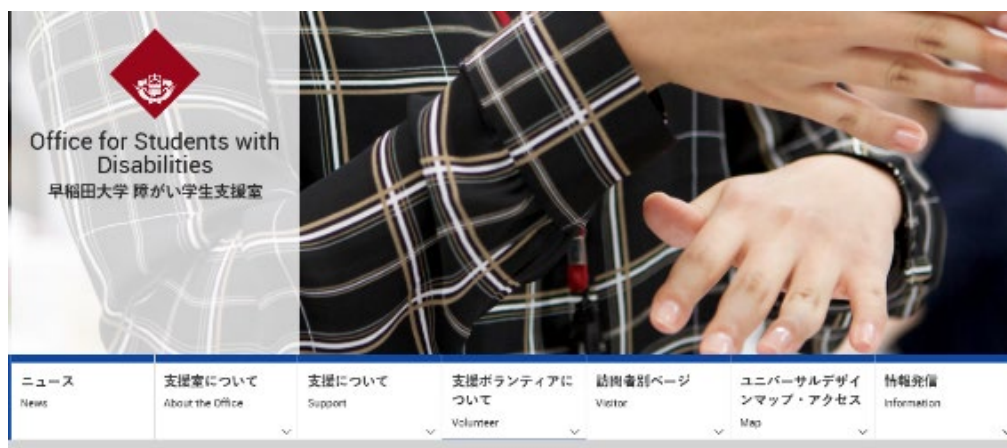 Office for Students with
Disabilities
早稲田大学 障がい学生支援室
ニュース
News
支援室について
About the Office
支援について
Support
支援ボランティアに
ついて
Volunteer
訪問者別ページ
Visitor
ユニバーサルデザイ
ンマップ・アクセス
Map
情報発信
Information